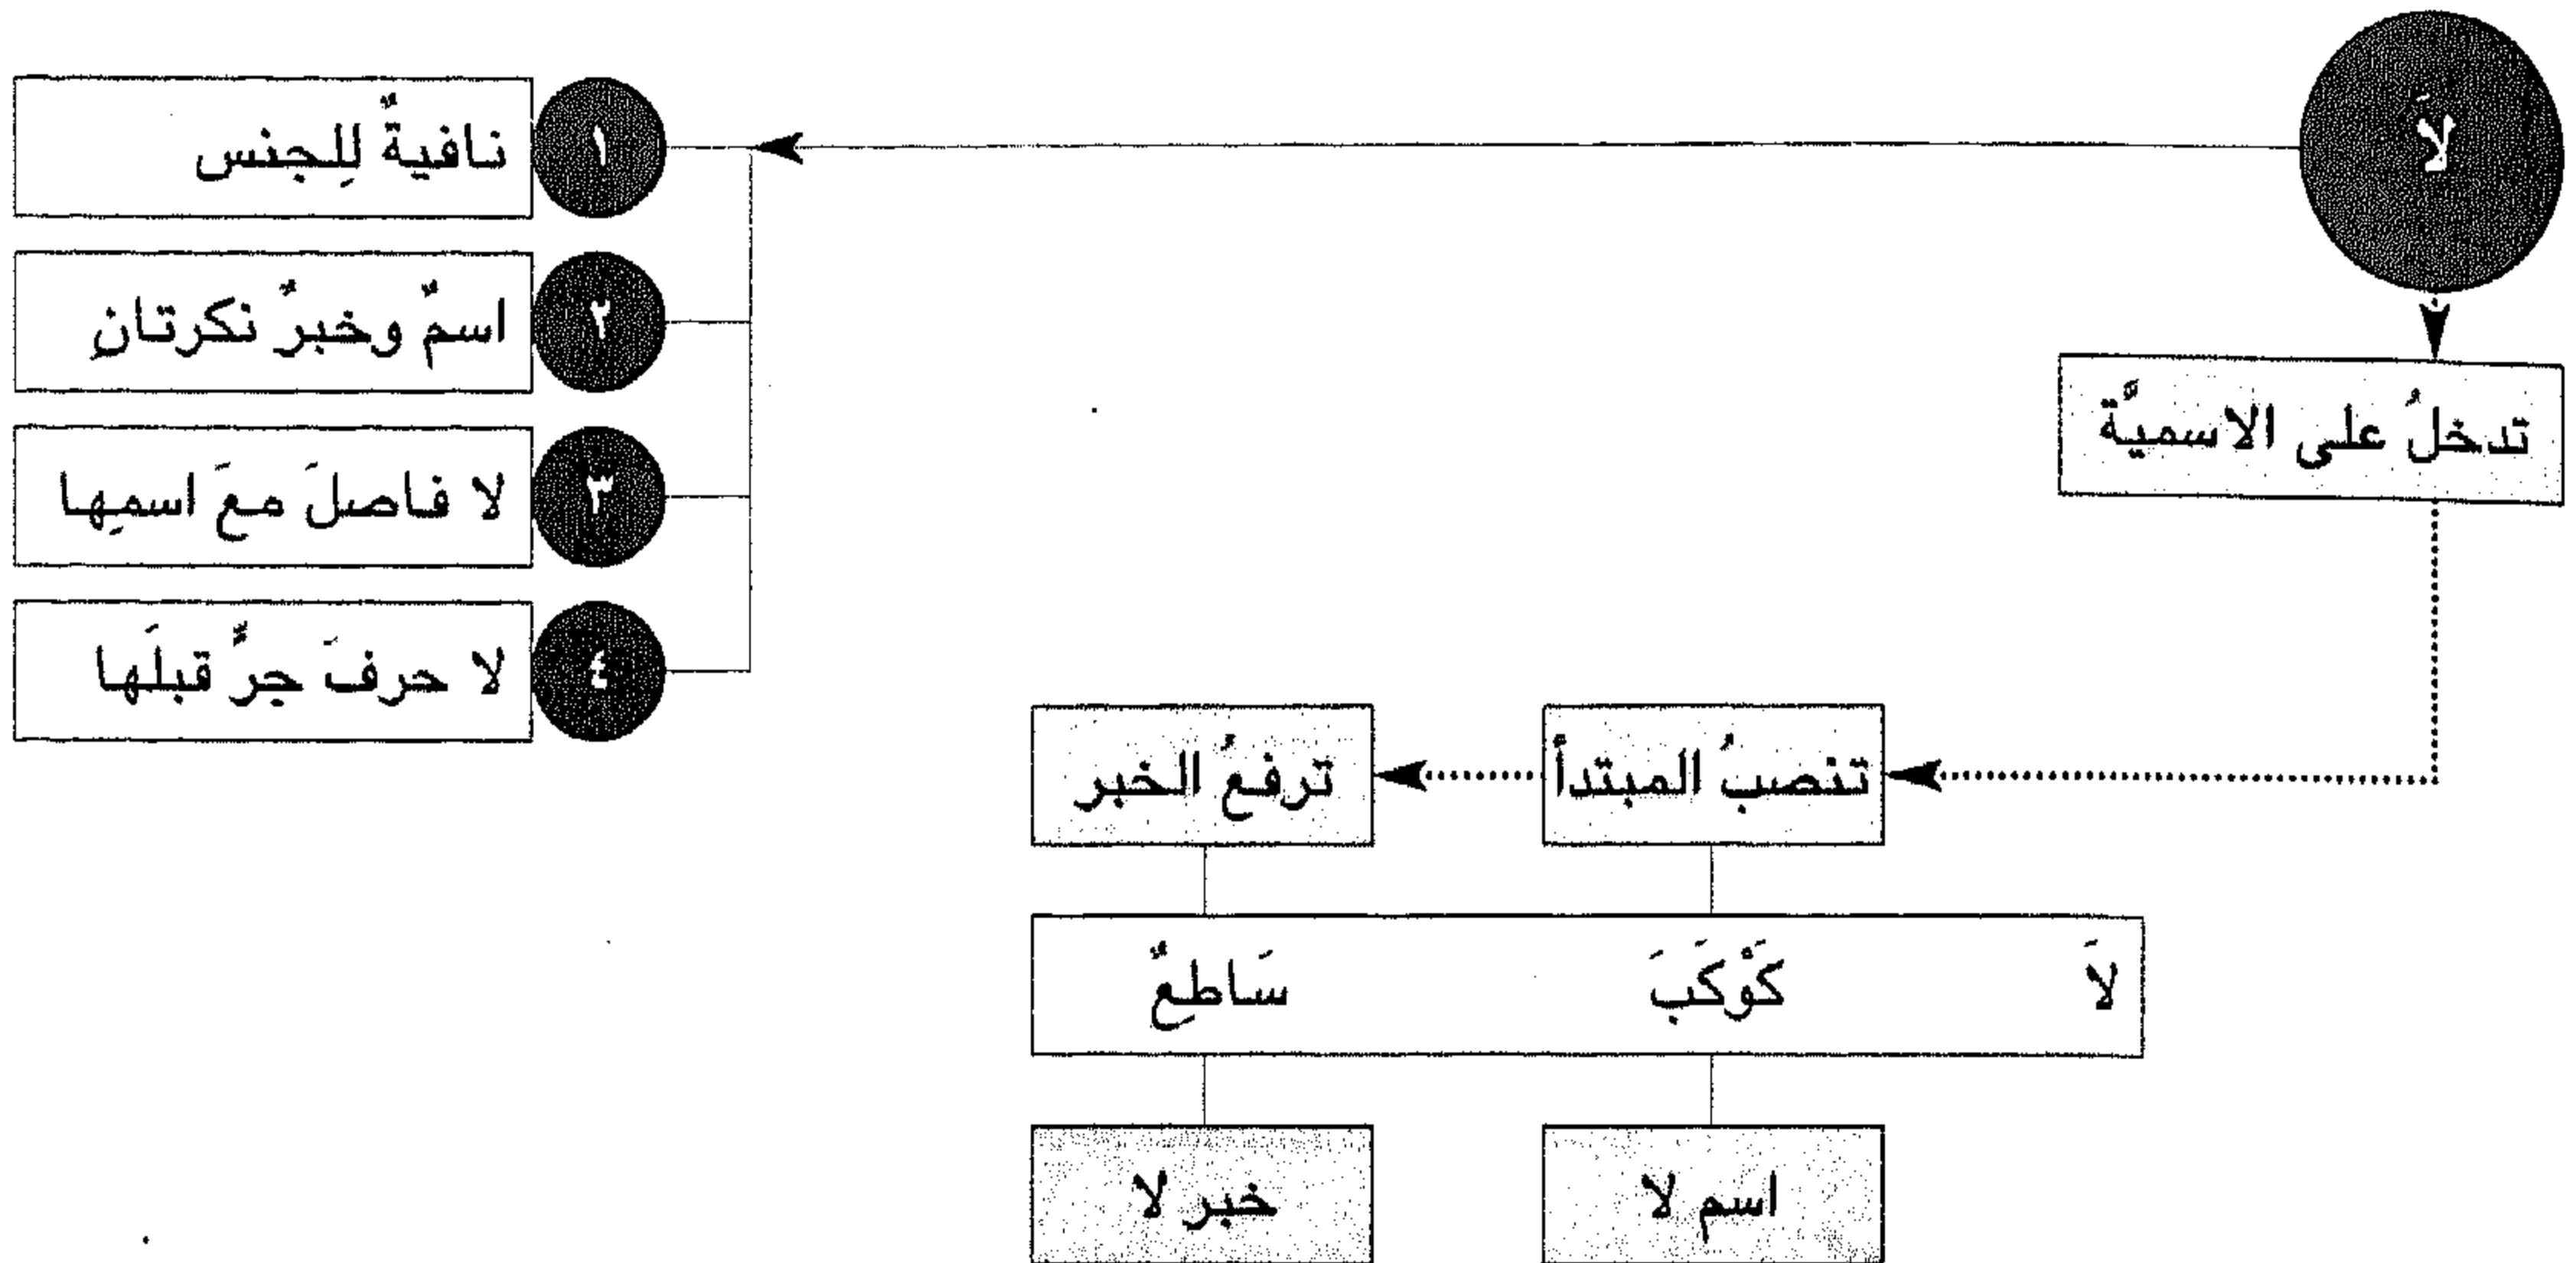 لاَ
١ نافيةٌ لِلجنس
٢ اسمٌ وخبرٌ نكرتانِ
٣ لا فاصلَ معَ اسمِها
٤ لا حرفَ جرٍّ قبلَها
تدخلُ على الاسميَّة
تنصبُ المبتدأ
ترفعُ الخبر
لاَ كَوْكَبَ سَاطِعٌ
اسم لا
خبر لا